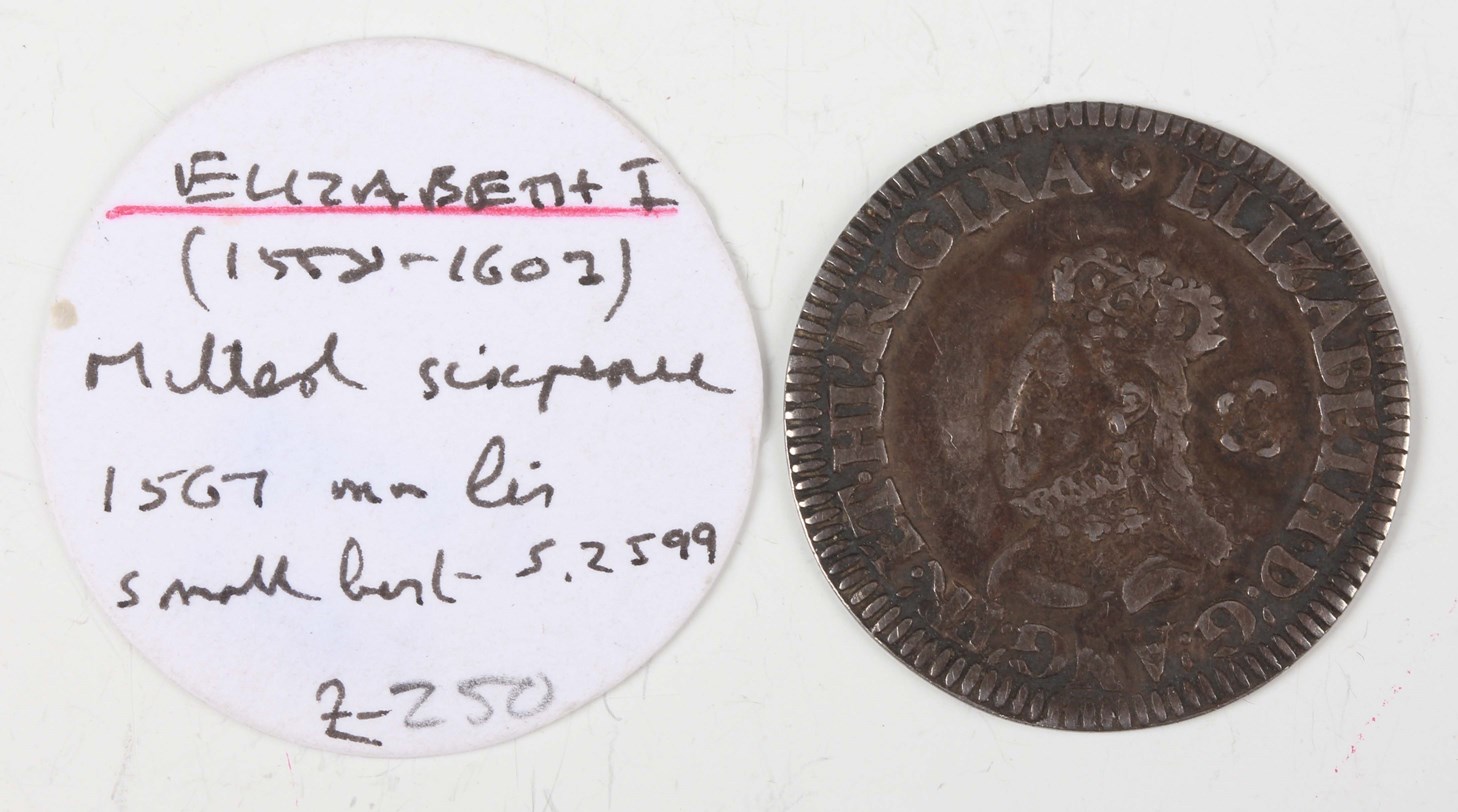 ELIZABETH I
(1558-1603)
Milled sixpence
1567 mm lis
small bust S.2599
Z-250
ELIZABETH.D.G.ANG.FR.ET.HI.REGINA